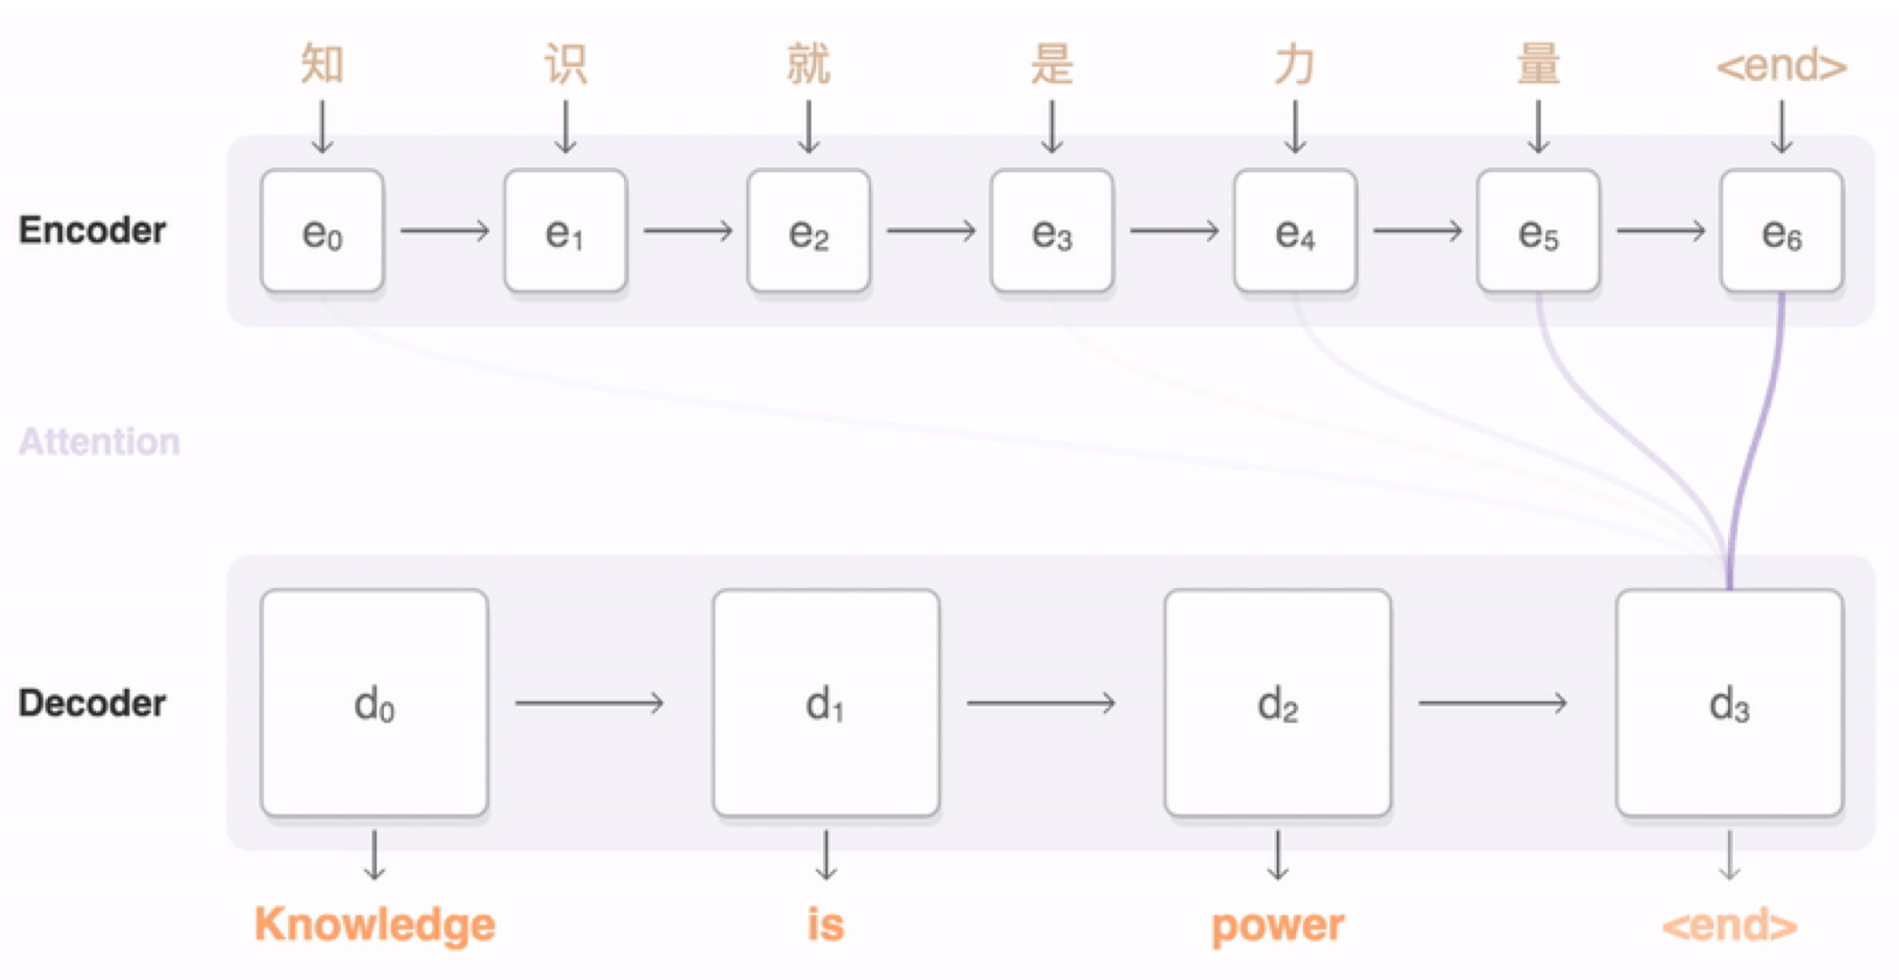 知 识 就 是 力 量 <end>
Encoder e₀ e₁ e₂ e₃ e₄ e₅ e₆
Attention
Decoder d₀ d₁ d₂ d₃
Knowledge is power <end>